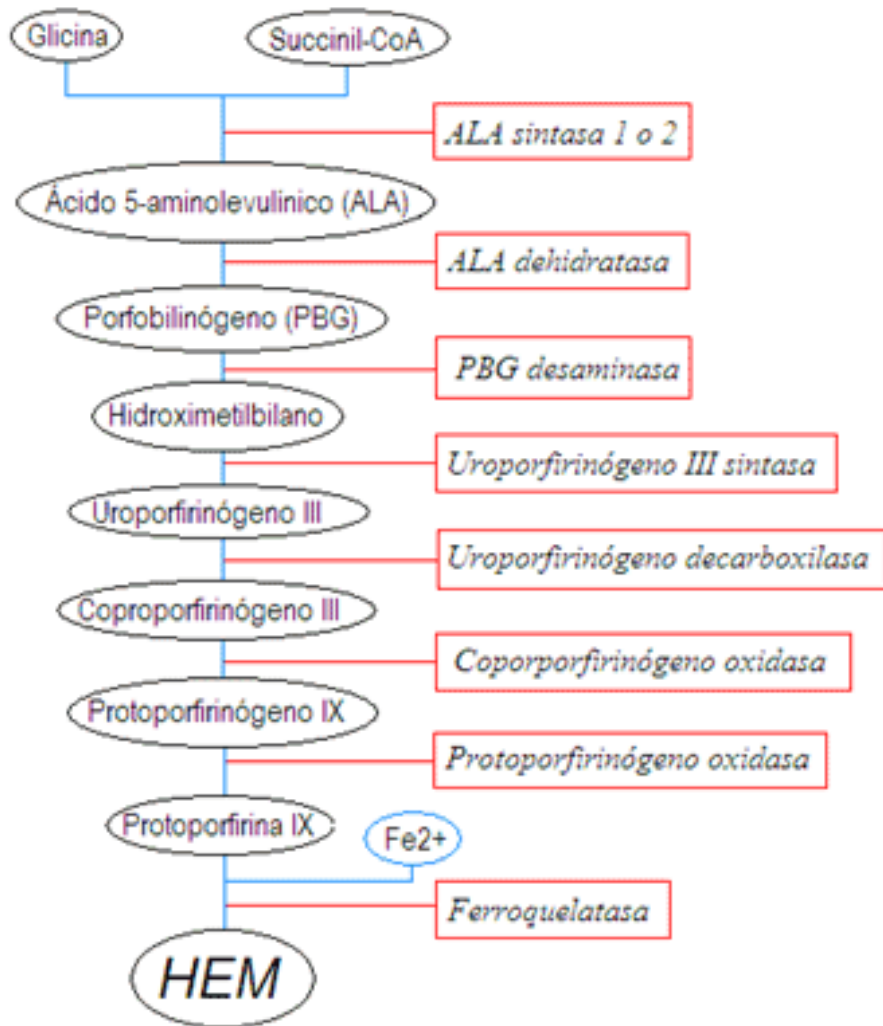 Glicina
Succinil-CoA
ALA sintasa 1 o 2
Ácido 5-aminolevulínico (ALA)
ALA dehidratasa
Porfobilinógeno (PBG)
PBG desaminasa
Hidroximetilbilano
Uroporfirinógeno III sintasa
Uroporfirinógeno III
Uroporfirinógeno decarboxilasa
Coproporfirinógeno III
Coporporfirinógeno oxidasa
Protoporfirinógeno IX
Protoporfirinógeno oxidasa
Protoporfirina IX
Fe2+
Ferroquelatasa
HEM